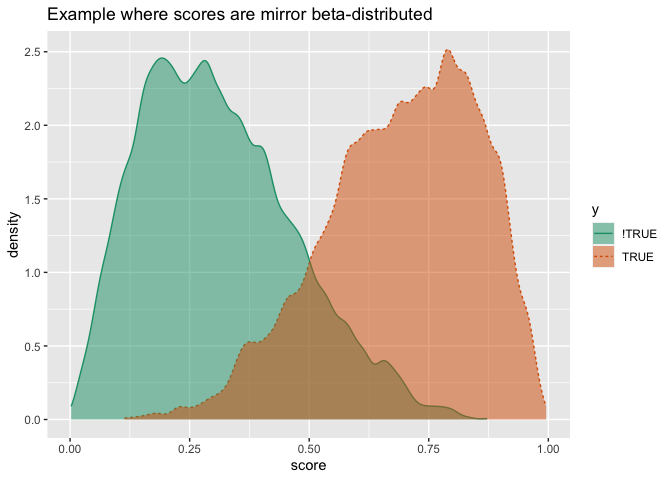 Example where scores are mirror beta-distributed
2.5
2.0
1.5
1.0
0.5
0.0
density
0.00 0.25 0.50 0.75 1.00
score
y
!TRUE
TRUE